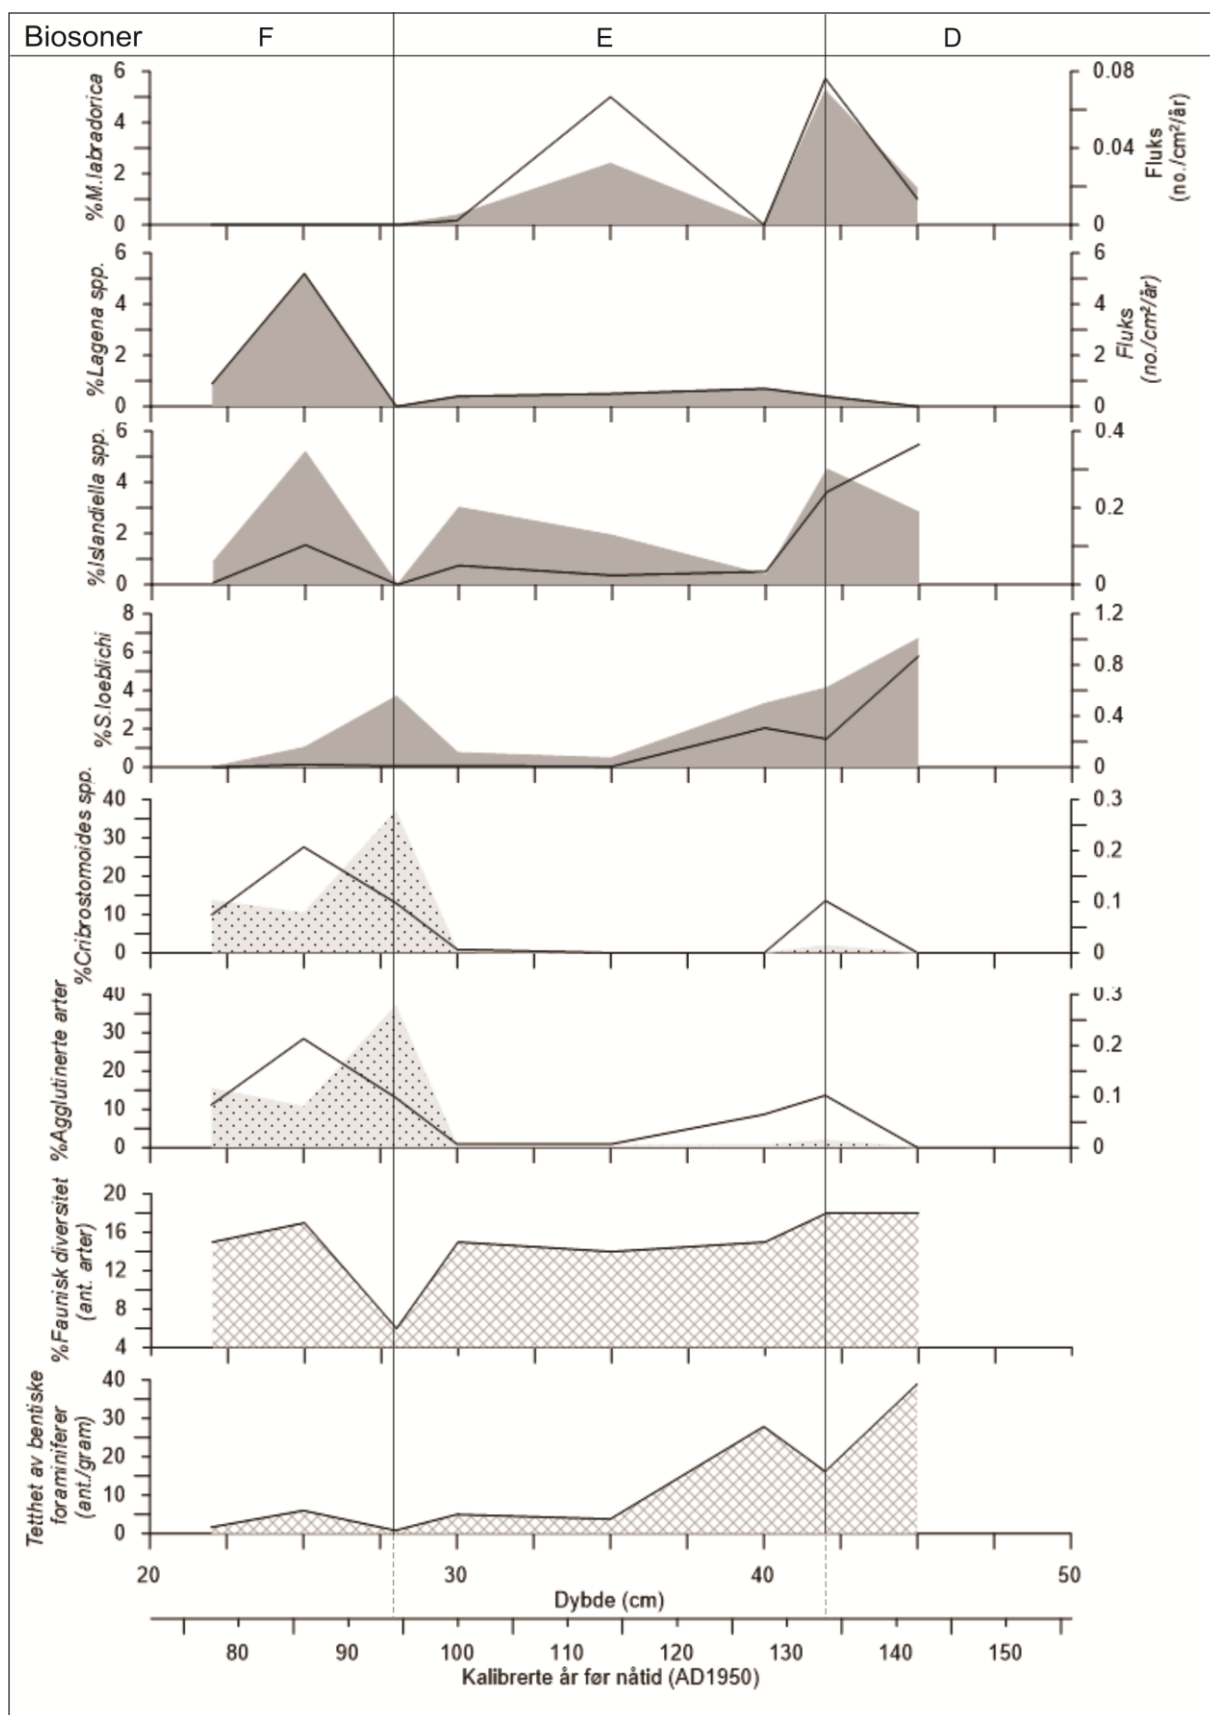 Biosoner F E D
%M.labradorica
6
4
2
0
0.08
0.04
0
Fluks
(no./cm²/år)
%Lagena spp.
6
4
2
0
6
4
2
0
Fluks
(no./cm²/år)
%Islandiella spp.
6
4
2
0
0.4
0.2
0
%S.loeblichi
8
6
4
2
0
1.2
0.8
0.4
0
%Cribrostomoides spp.
40
30
20
10
0
0.3
0.2
0.1
0
%Agglutinerte arter
40
30
20
10
0
0.3
0.2
0.1
0
%Faunisk diversitet
(ant. arter)
20
16
12
8
4
Tetthet av bentiske
foraminiferer
(ant./gram)
40
30
20
10
0
20 30 40 50
Dybde (cm)
80 90 100 110 120 130 140 150
Kalibrerte år før nåtid (AD1950)